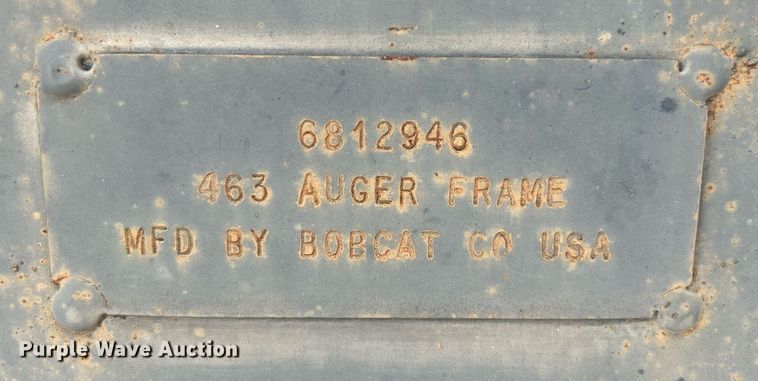 6812946
463 AUGER FRAME
MFD BY BOBCAT CO USA
Purple Wave Auction